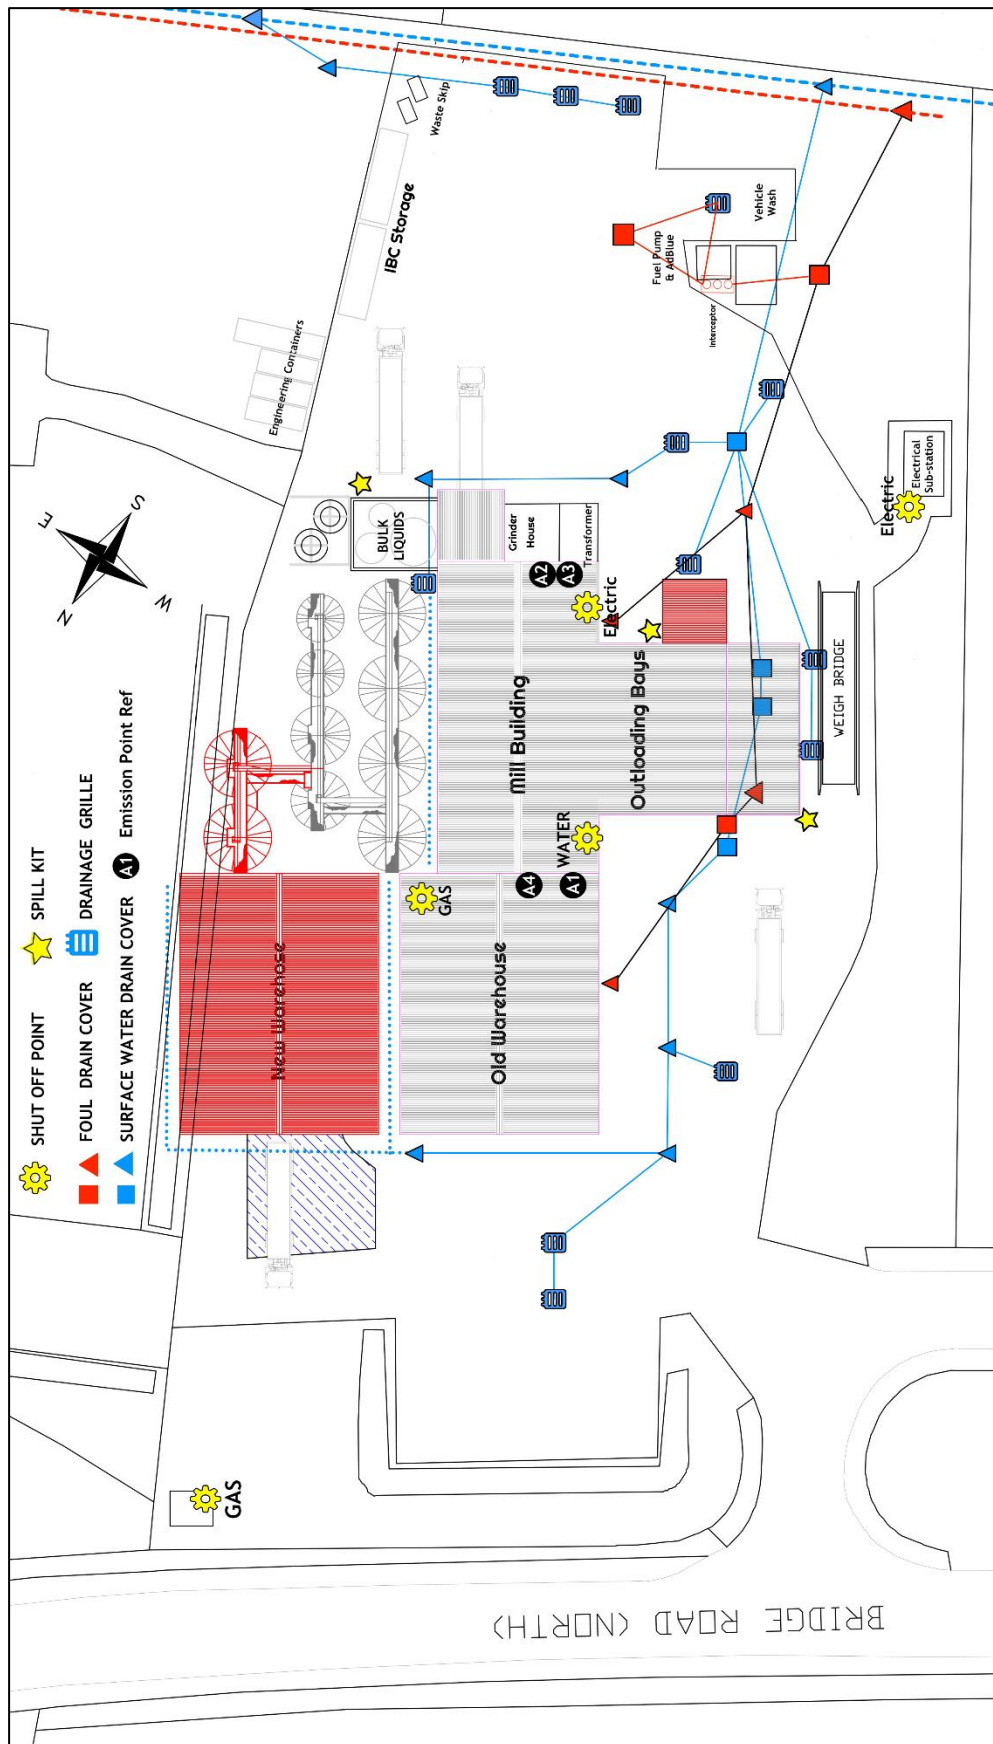 SHUT OFF POINT
SPILL KIT
FOUL DRAIN COVER
DRAINAGE GRILLE
SURFACE WATER DRAIN COVER
A1
Emission Point Ref
N
E
S
W
Engineering Containers
IBC Storage
Waste Skip
Fuel Pump
& AdBlue
Vehicle
Wash
Interceptor
BULK
LIQUIDS
Grinder
House
Transformer
A2
A3
Electric
Electric
Electrical
Sub-station
Mill Building
Outloading Bays
WEIGH BRIDGE
WATER
A4
A1
GAS
New Warehose
Old Warehouse
GAS
BRIDGE ROAD (NORTH)